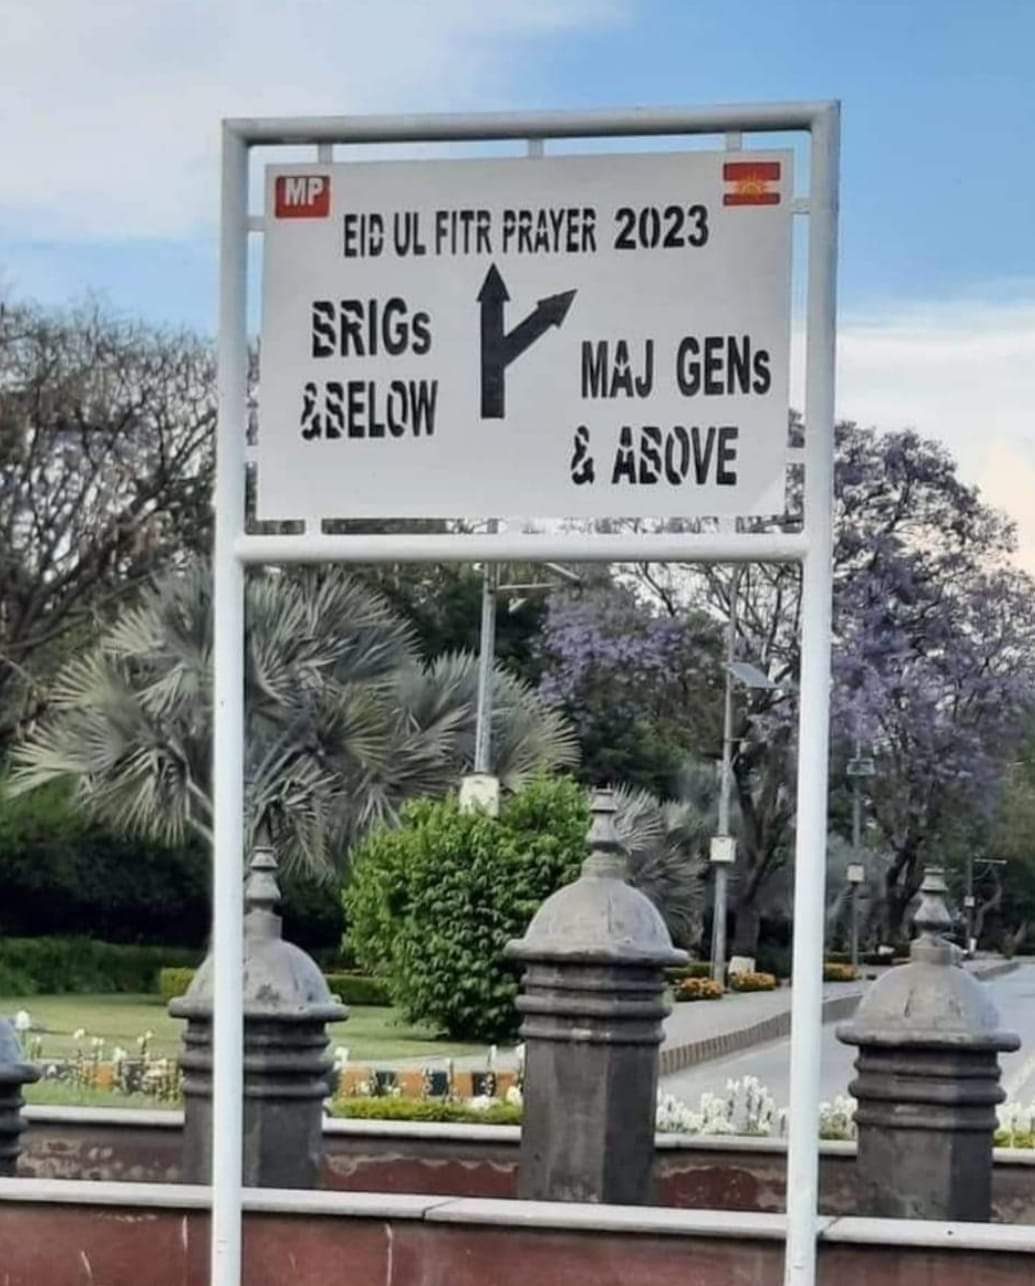 MP
EID UL FITR PRAYER 2023
BRIGs
&BELOW
MAJ GENs
& ABOVE